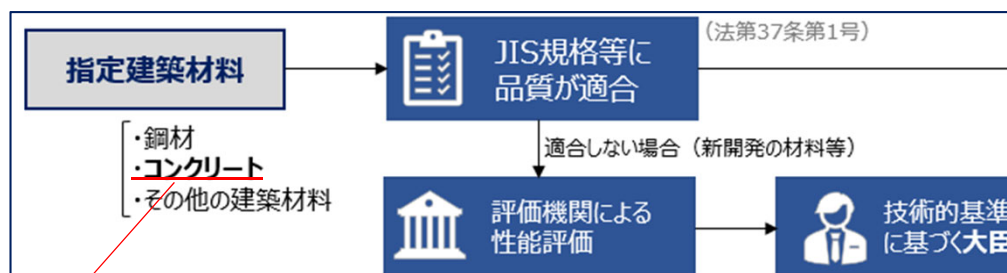 指定建築材料
・鋼材
・コンクリート
・その他の建築材料
JIS規格等に
品質が適合
(法第37条第1号)
適合しない場合（新開発の材料等）
評価機関による
性能評価
技術的基準
に基づく大臣